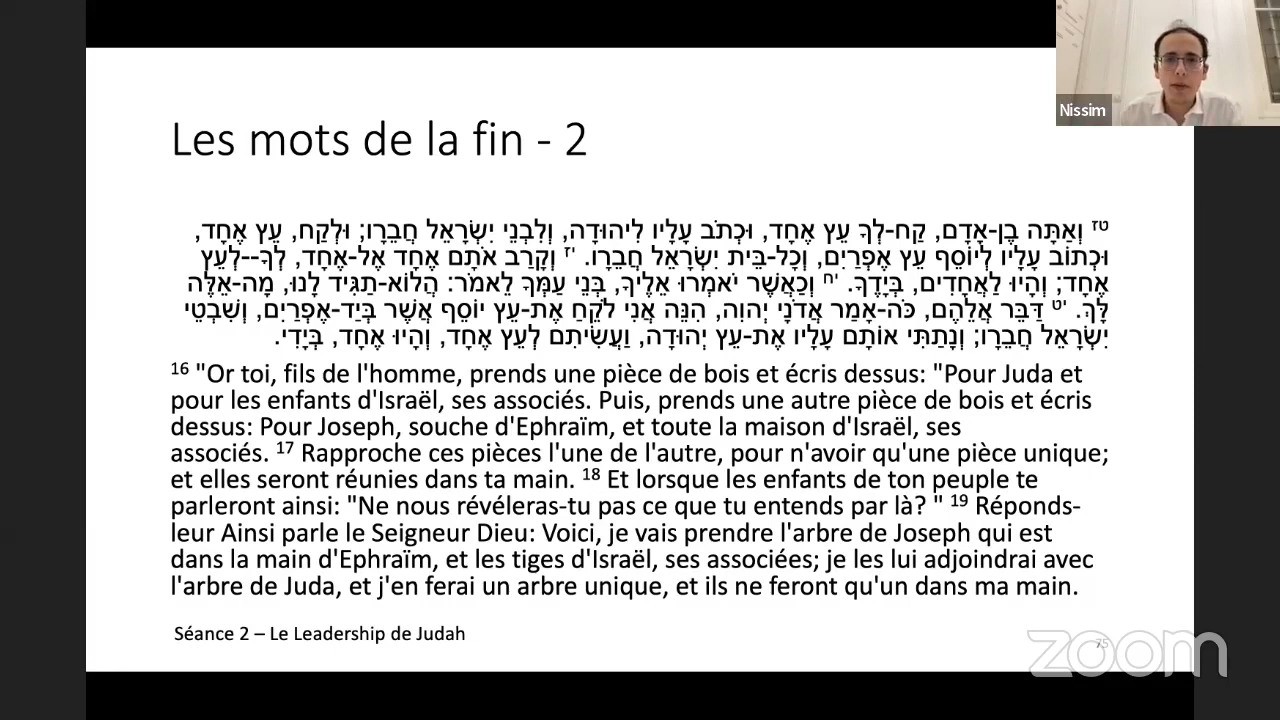 Nissim
Les mots de la fin - 2
טז וְאַתָּה בֶן-אָדָם, קַח-לְךָ עֵץ אֶחָד, וּכְתֹב עָלָיו לִיהוּדָה, וְלִבְנֵי יִשְׂרָאֵל חֲבֵרָו; וּלְקַח, עֵץ אֶחָד,
וּכְתוֹב עָלָיו לְיוֹסֵף עֵץ אֶפְרַיִם, וְכָל-בֵּית יִשְׂרָאֵל חֲבֵרָו. יז וְקָרַב אֹתָם אֶחָד אֶל-אֶחָד, לְךָ--לְעֵץ
אֶחָד; וְהָיוּ לַאֲחָדִים, בְּיָדֶךָ. יח וְכַאֲשֶׁר יֹאמְרוּ אֵלֶיךָ, בְּנֵי עַמְּךָ לֵאמֹר: הֲלוֹא-תַגִּיד לָנוּ, מָה-אֵלֶּה
לָּךְ. יט דַּבֵּר אֲלֵהֶם, כֹּה-אָמַר אֲדֹנָי יְהוִה, הִנֵּה אֲנִי לֹקֵחַ אֶת-עֵץ יוֹסֵף אֲשֶׁר בְּיַד-אֶפְרַיִם, וְשִׁבְטֵי
יִשְׂרָאֵל חֲבֵרָו; וְנָתַתִּי אוֹתָם עָלָיו אֶת-עֵץ יְהוּדָה, וַעֲשִׂיתִם לְעֵץ אֶחָד, וְהָיוּ אֶחָד, בְּיָדִי.
16 "Or toi, fils de l'homme, prends une pièce de bois et écris dessus: "Pour Juda et
pour les enfants d'Israël, ses associés. Puis, prends une autre pièce de bois et écris
dessus: Pour Joseph, souche d'Ephraïm, et toute la maison d'Israël, ses
associés. 17 Rapproche ces pièces l'une de l'autre, pour n'avoir qu'une pièce unique;
et elles seront réunies dans ta main. 18 Et lorsque les enfants de ton peuple te
parleront ainsi: "Ne nous révéleras-tu pas ce que tu entends par là? " 19 Réponds-
leur Ainsi parle le Seigneur Dieu: Voici, je vais prendre l'arbre de Joseph qui est
dans la main d'Ephraïm, et les tiges d'Israël, ses associées; je les lui adjoindrai avec
l'arbre de Juda, et j'en ferai un arbre unique, et ils ne feront qu'un dans ma main.
Séance 2 – Le Leadership de Judah
75
zoom